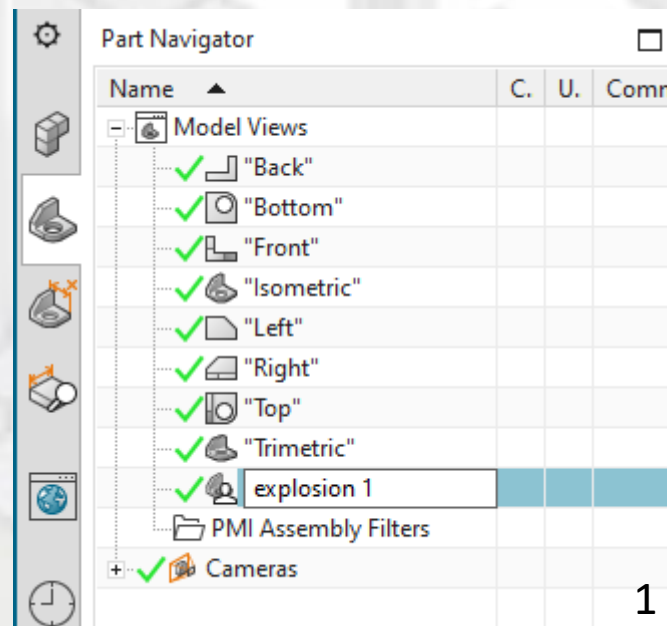 Part Navigator
Name C. U. Comm
Model Views
"Back"
"Bottom"
"Front"
"Isometric"
"Left"
"Right"
"Top"
"Trimetric"
explosion 1
PMI Assembly Filters
Cameras
1